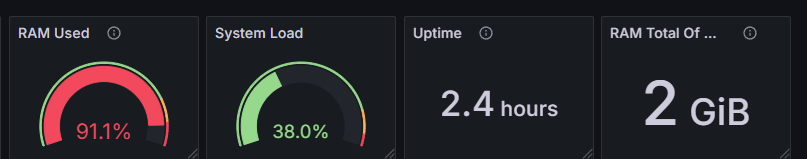 RAM Used
91.1%
System Load
38.0%
Uptime
2.4 hours
RAM Total Of ...
2 GiB